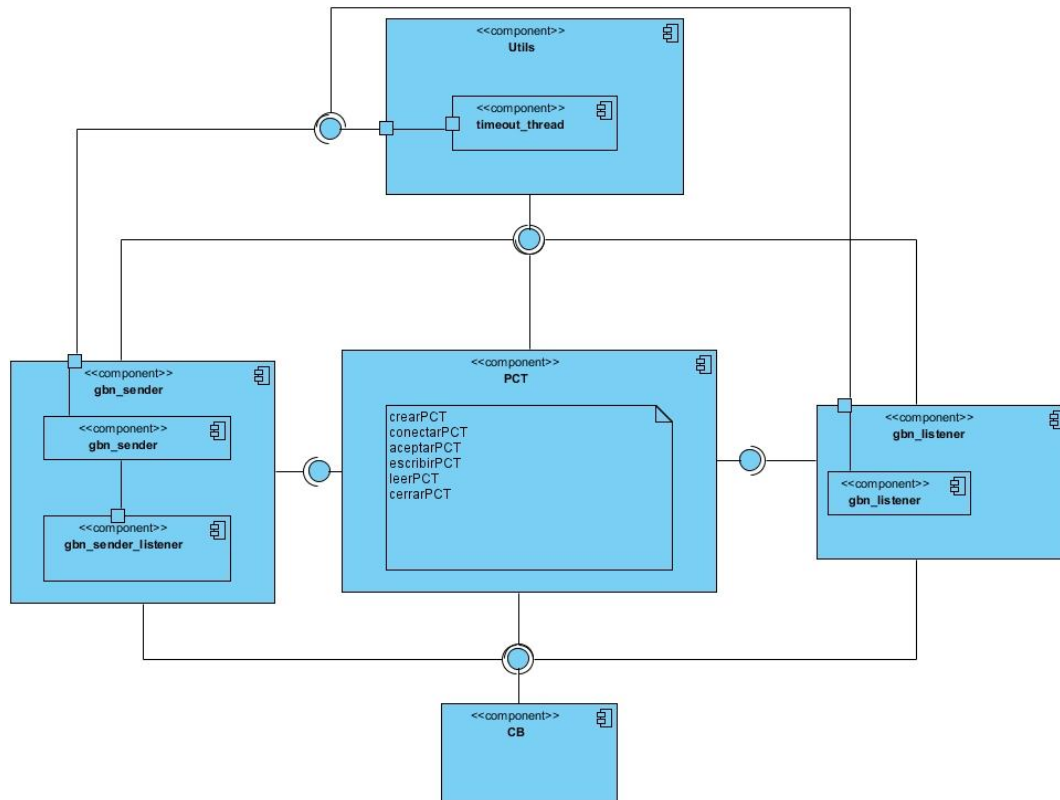 <<component>>
Utils
<<component>>
timeout_thread
<<component>>
gbn_sender
<<component>>
gbn_sender
<<component>>
gbn_sender_listener
<<component>>
PCT
crearPCT
conectarPCT
aceptarPCT
escribirPCT
leerPCT
cerrarPCT
<<component>>
gbn_listener
<<component>>
gbn_listener
<<component>>
CB